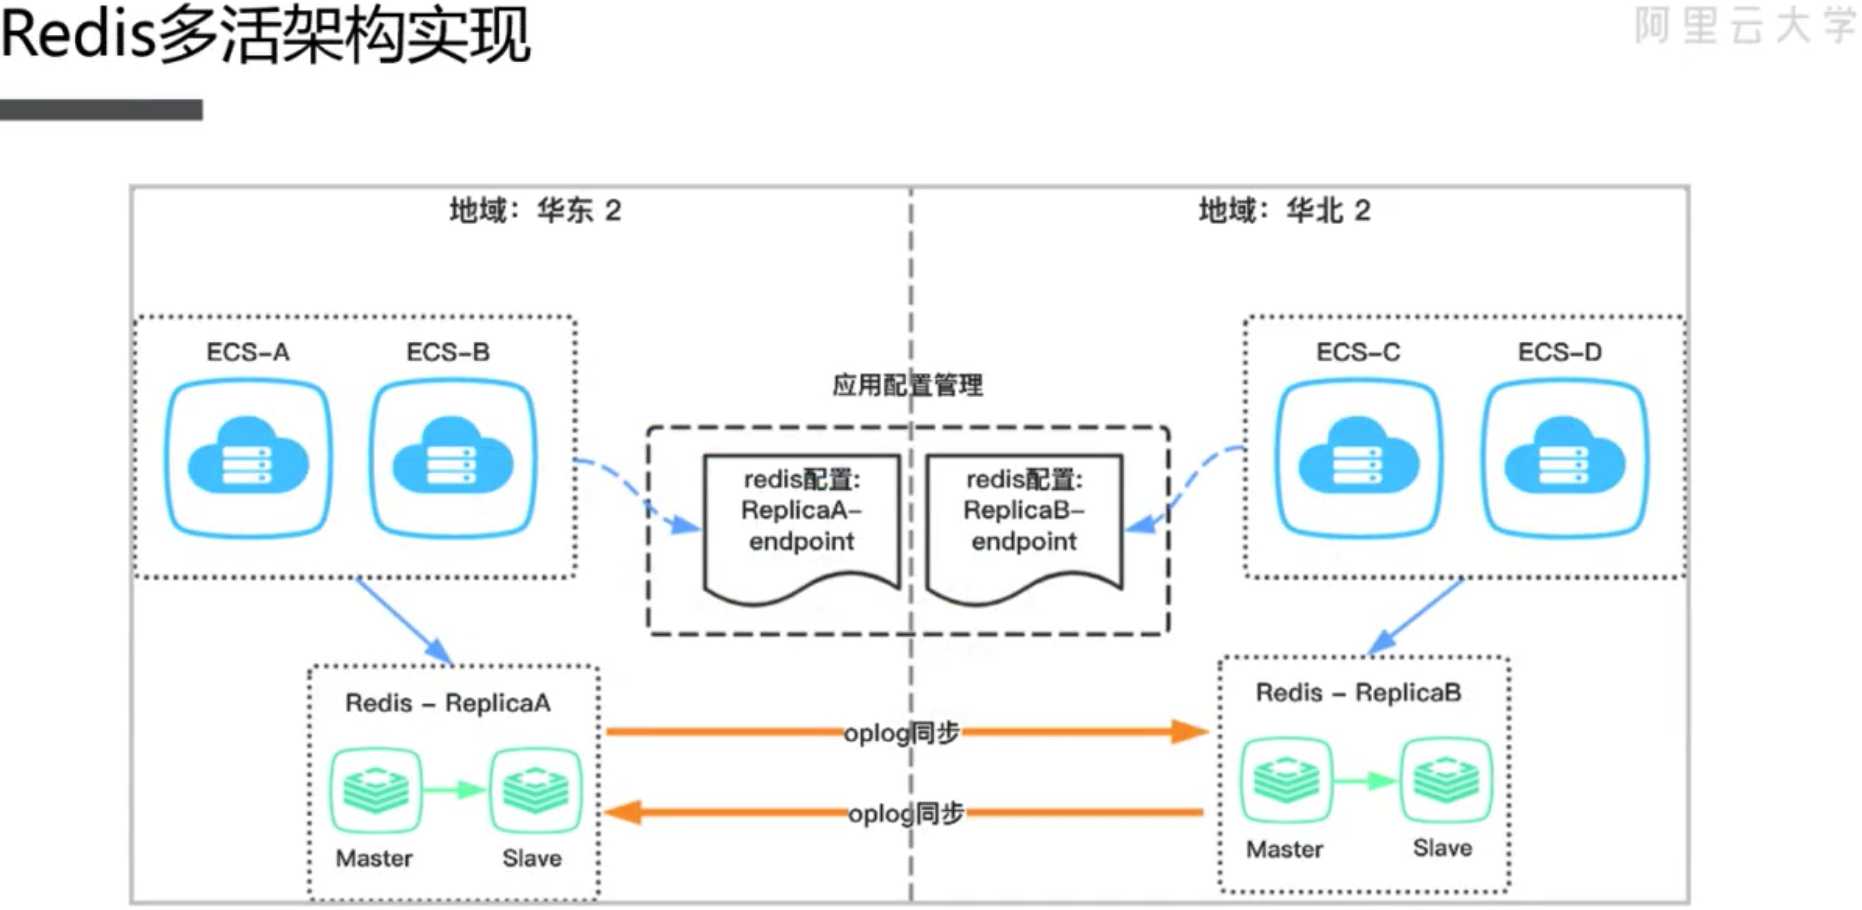 Redis多活架构实现
阿里云大学
地域：华东 2
地域：华北 2
ECS-A
ECS-B
ECS-C
ECS-D
应用配置管理
redis配置:
ReplicaA-
endpoint
redis配置:
ReplicaB-
endpoint
Redis - ReplicaA
Redis - ReplicaB
oplog同步
oplog同步
Master
Slave
Master
Slave